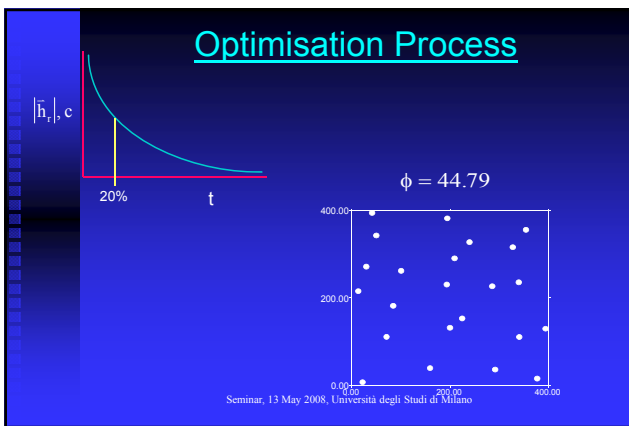 Optimisation Process
|h̄ᵣ|, c
20%
t
ϕ = 44.79
400.00
200.00
0.00
0.00 200.00 400.00
Seminar, 13 May 2008, Università degli Studi di Milano